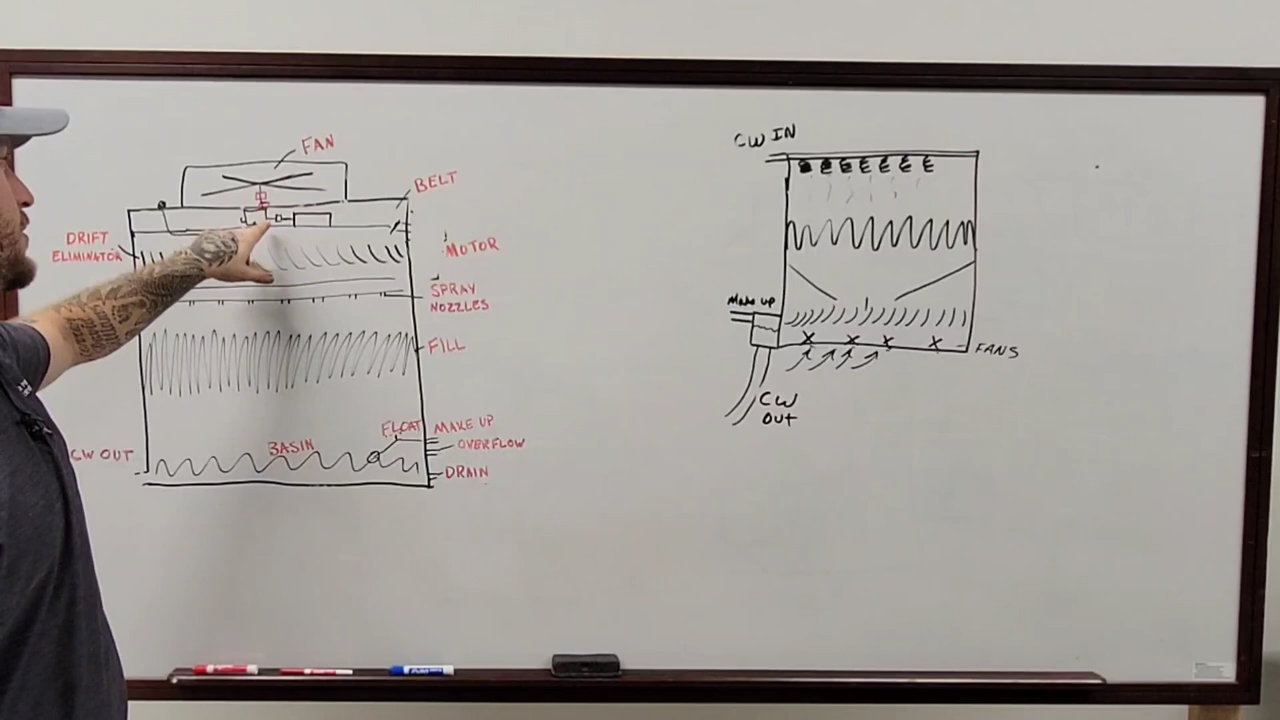 FAN
BELT
DRIFT
ELIMINATOR
MOTOR
SPRAY
NOZZLES
FILL
FLOAT
MAKE UP
BASIN
OVERFLOW
CW OUT
DRAIN
CW IN
Make up
FANS
CW
OUT